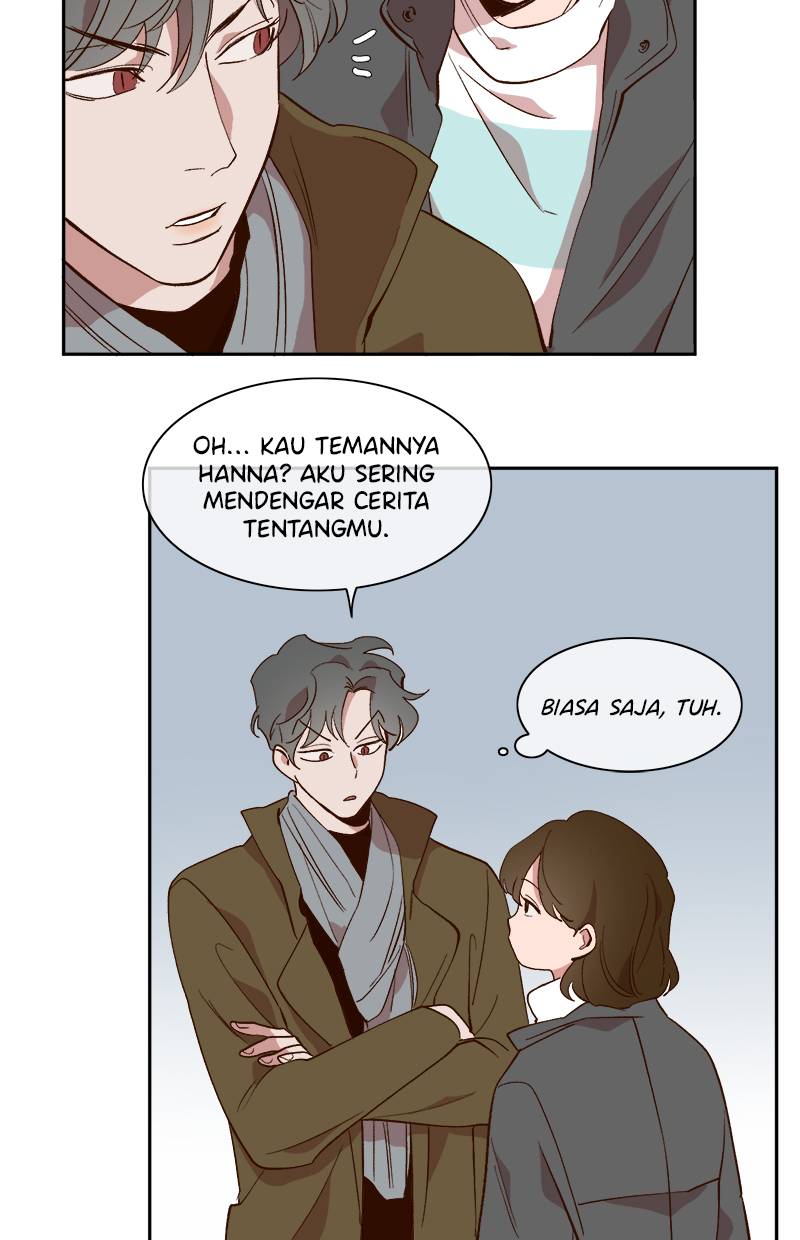 OH... KAU TEMANNYA
HANNA? AKU SERING
MENDENGAR CERITA
TENTANGMU.
BIASA SAJA, TUH.